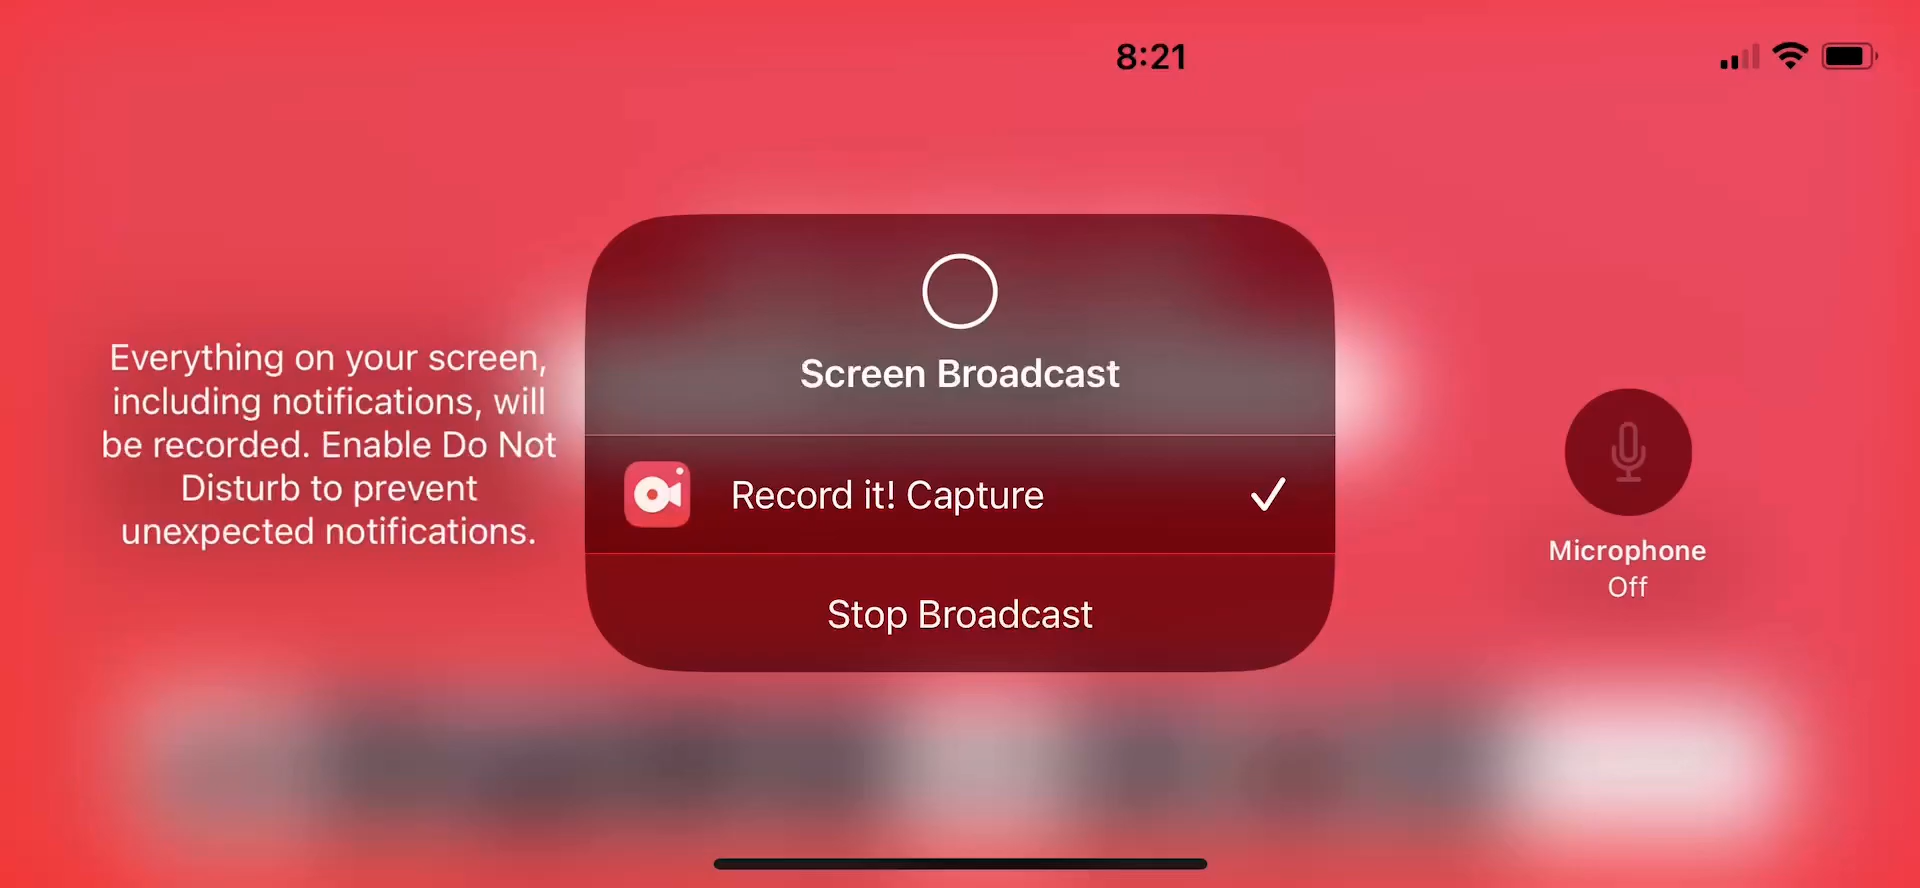 8:21
Everything on your screen,
including notifications, will
be recorded. Enable Do Not
Disturb to prevent
unexpected notifications.
Screen Broadcast
Record it! Capture
Stop Broadcast
Microphone
Off